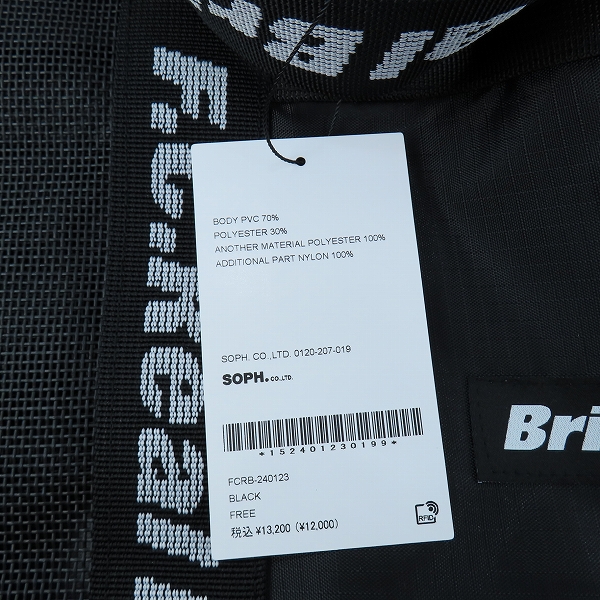 F.C.Real
BODY PVC 70%
POLYESTER 30%
ANOTHER MATERIAL POLYESTER 100%
ADDITIONAL PART NYLON 100%
SOPH. CO.,LTD. 0120-207-019
SOPH. CO.,LTD.
*152401230199*
FCRB-240123
BLACK
FREE
税込 ¥13,200 (¥12,000)
RFID
Bri